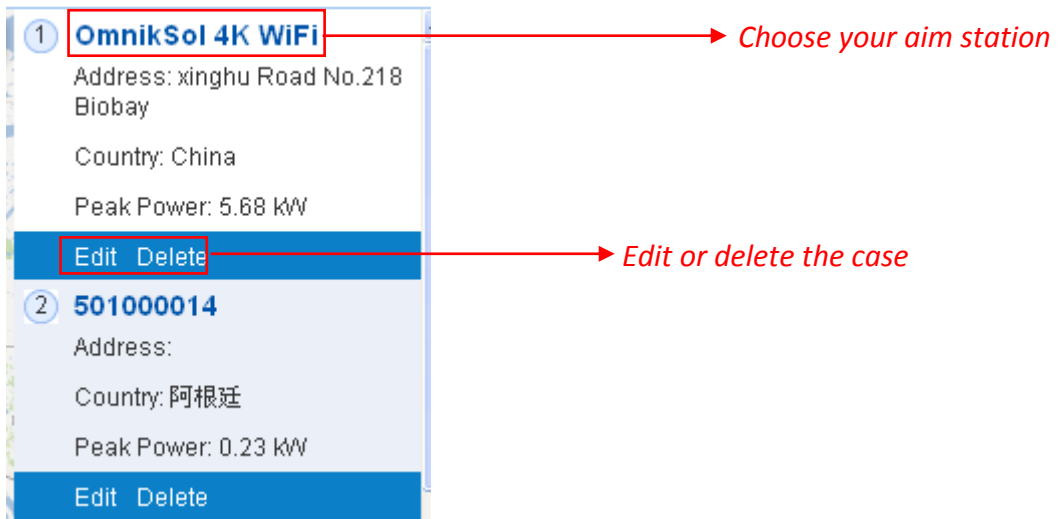 1 OmnikSol 4K WiFi Choose your aim station
Address: xinghu Road No.218
Biobay
Country: China
Peak Power: 5.68 kW
Edit Delete Edit or delete the case
2 501000014
Address:
Country: 阿根廷
Peak Power: 0.23 kW
Edit Delete